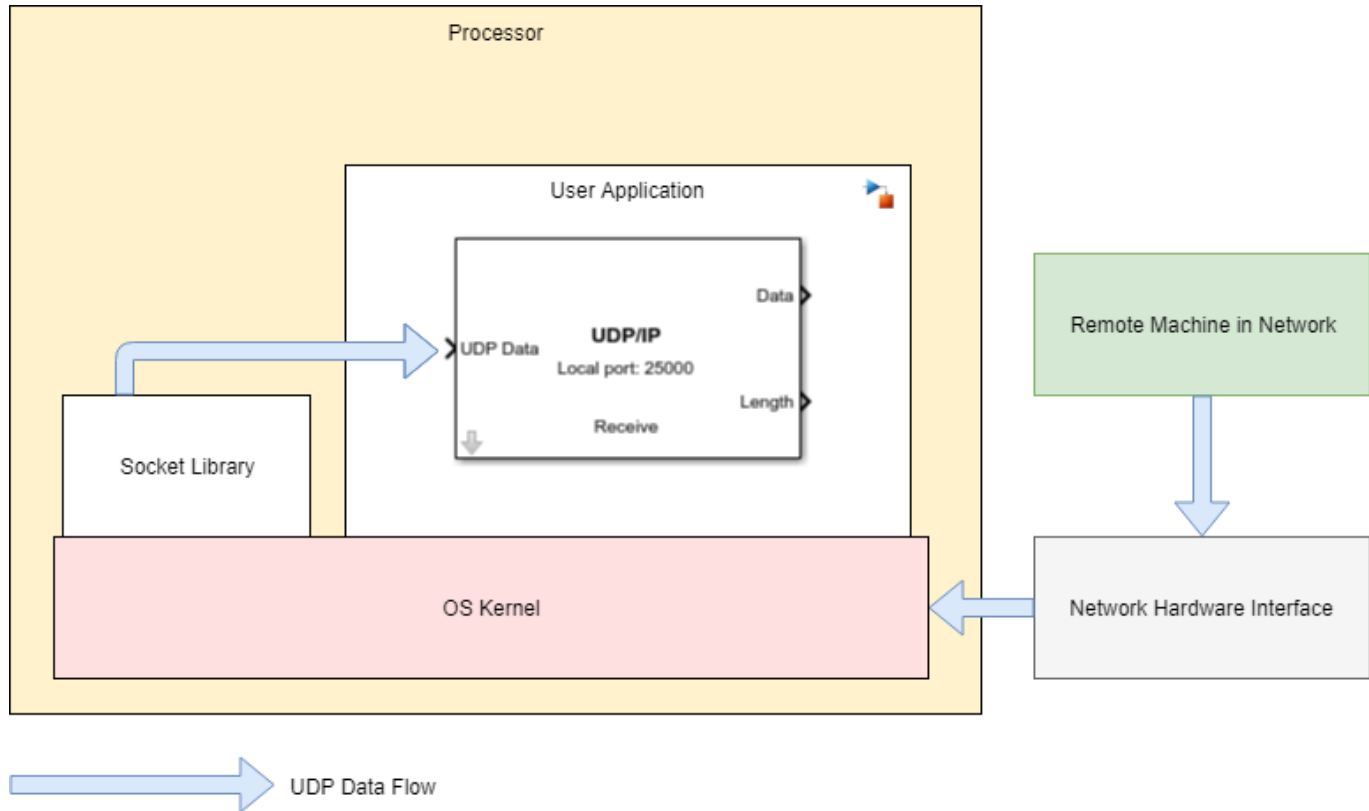 Processor
User Application
Data
UDP/IP
UDP Data
Local port: 25000
Length
Receive
Remote Machine in Network
Socket Library
OS Kernel
Network Hardware Interface
UDP Data Flow